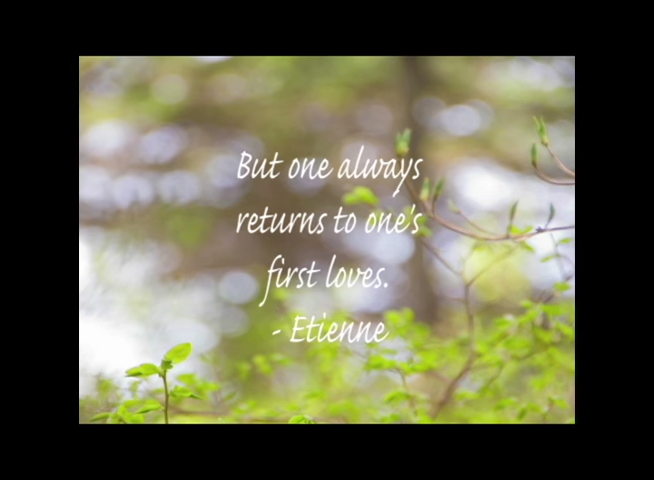 But one always
returns to one's
first loves.
- Etienne